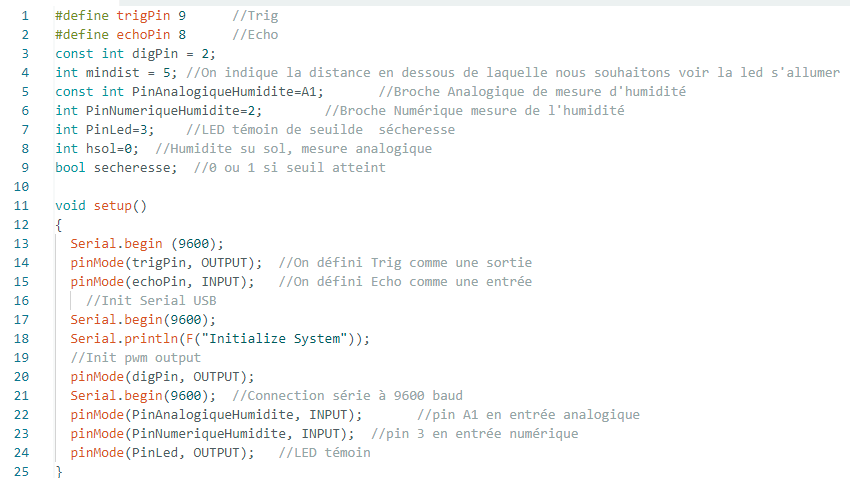 1 #define trigPin 9 //Trig
2 #define echoPin 8 //Echo
3 const int digPin = 2;
4 int mindist = 5; //On indique la distance en dessous de laquelle nous souhaitons voir la led s'allumer
5 const int PinAnalogiqueHumidite=A1; //Broche Analogique de mesure d'humidité
6 int PinNumeriqueHumidite=2; //Broche Numérique mesure de l'humidité
7 int PinLed=3; //LED témoin de seuilde sécheresse
8 int hsol=0; //Humidite su sol, mesure analogique
9 bool secheresse; //0 ou 1 si seuil atteint
10
11 void setup()
12 {
13 Serial.begin (9600);
14 pinMode(trigPin, OUTPUT); //On défini Trig comme une sortie
15 pinMode(echoPin, INPUT); //On défini Echo comme une entrée
16 //Init Serial USB
17 Serial.begin(9600);
18 Serial.println(F("Initialize System"));
19 //Init pwm output
20 pinMode(digPin, OUTPUT);
21 Serial.begin(9600); //Connection série à 9600 baud
22 pinMode(PinAnalogiqueHumidite, INPUT); //pin A1 en entrée analogique
23 pinMode(PinNumeriqueHumidite, INPUT); //pin 3 en entrée numérique
24 pinMode(PinLed, OUTPUT); //LED témoin
25 }